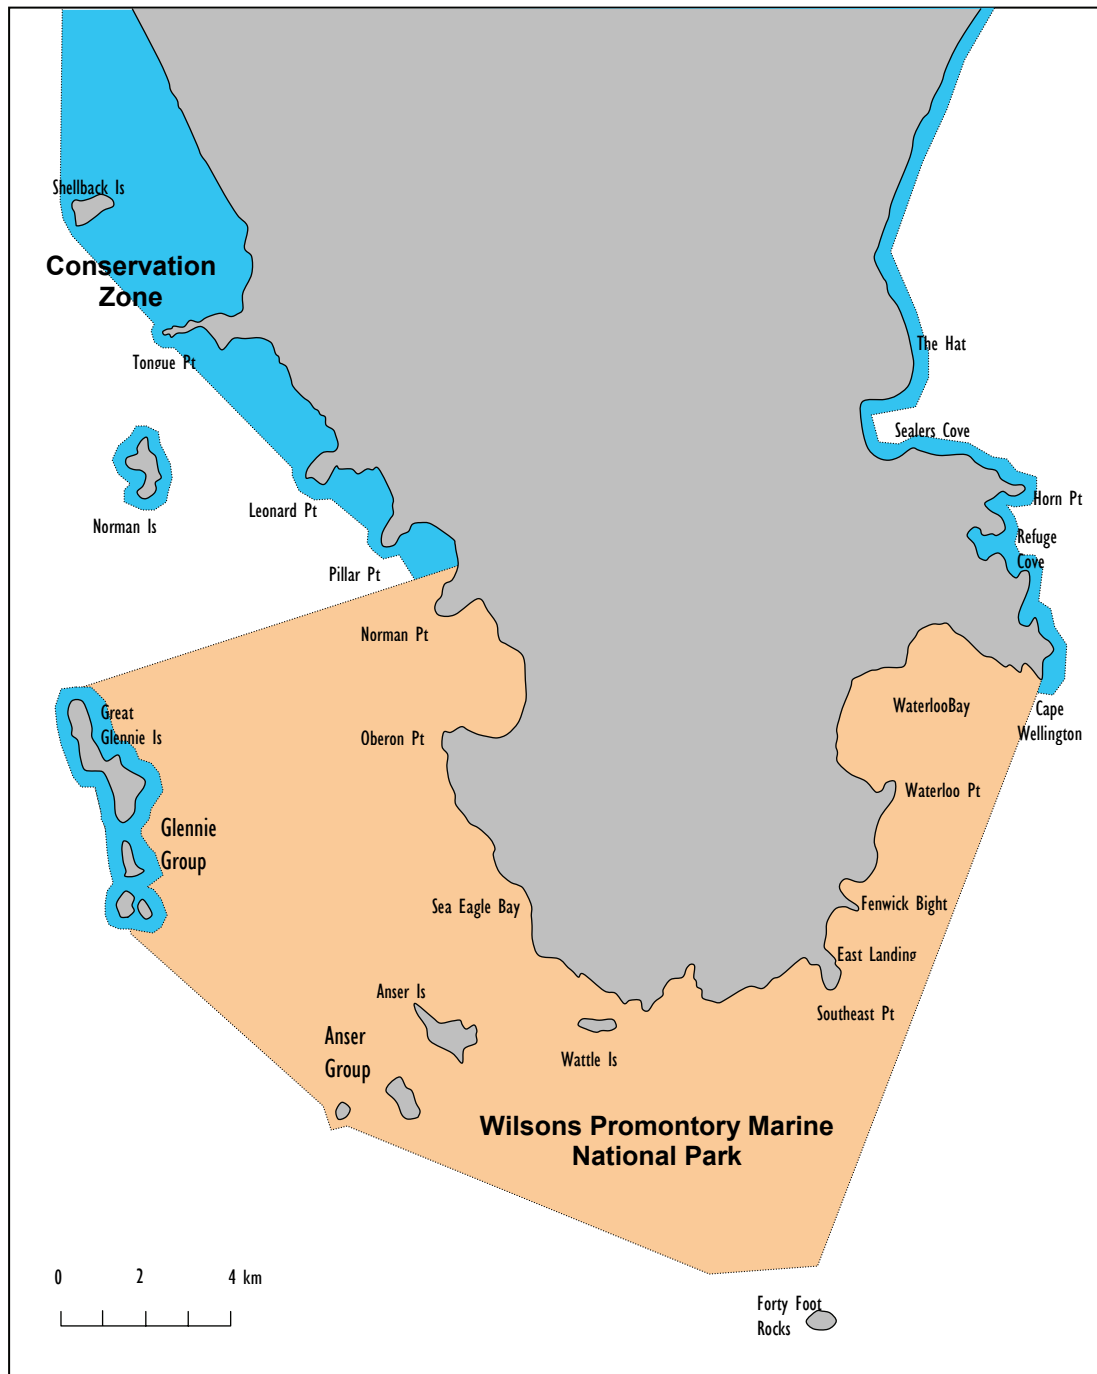 Shellback Is
Conservation
Zone
Tongue Pt
The Hat
Sealers Cove
Horn Pt
Leonard Pt
Norman Is
Refuge
Cove
Pillar Pt
Norman Pt
Great
Glennie Is
WaterlooBay
Cape
Wellington
Oberon Pt
Waterloo Pt
Glennie
Group
Sea Eagle Bay
Fenwick Bight
East Landing
Anser Is
Southeast Pt
Anser
Group
Wattle Is
Wilsons Promontory Marine
National Park
0 2 4 km
Forty Foot
Rocks